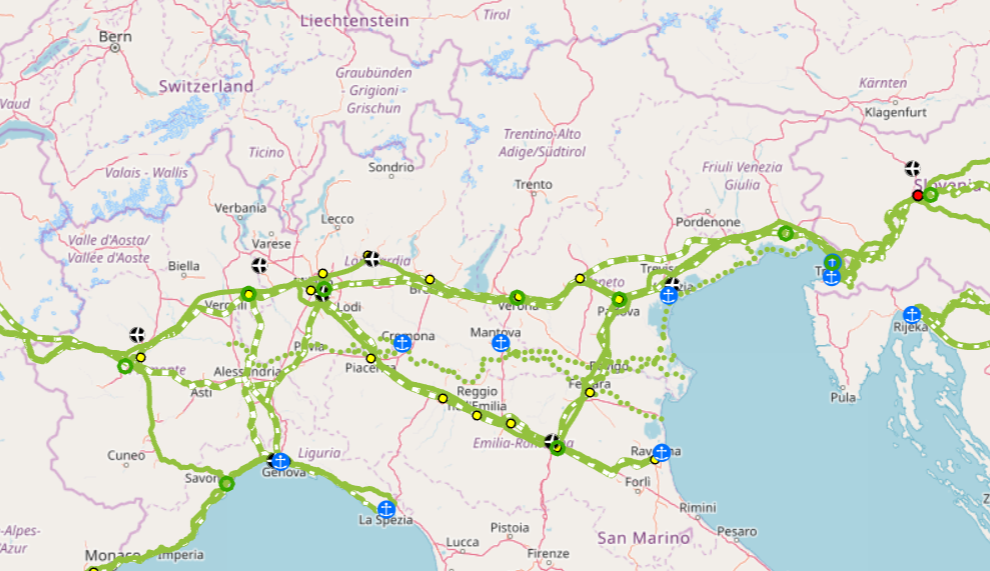 Liechtenstein
Tirol
Bern
Switzerland
Graubünden
Grigioni
Grischun
Kärnten
Vaud
Klagenfurt
Trentino-Alto
Adige/Südtirol
Ticino
Valais - Wallis
Sondrio
Friuli Venezia
Giulia
Slovenia
Trento
Verbania
Lecco
Pordenone
Valle d'Aosta/
Vallée d'Aoste
Varese
Biella
Lodi
Verona
Padova
Rijeka
Cremona
Mantova
Pavia
Piacenza
Rovigo
Alessandria
Asti
Ferrara
Reggio
nell'Emilia
Pula
Emilia-Romagna
Cuneo
Liguria
Genova
Ravenna
Savona
Forlì
La Spezia
Rimini
-Alpes-
Azur
Pistoia
Pesaro
San Marino
Lucca
Firenze
Monaco
Imperia